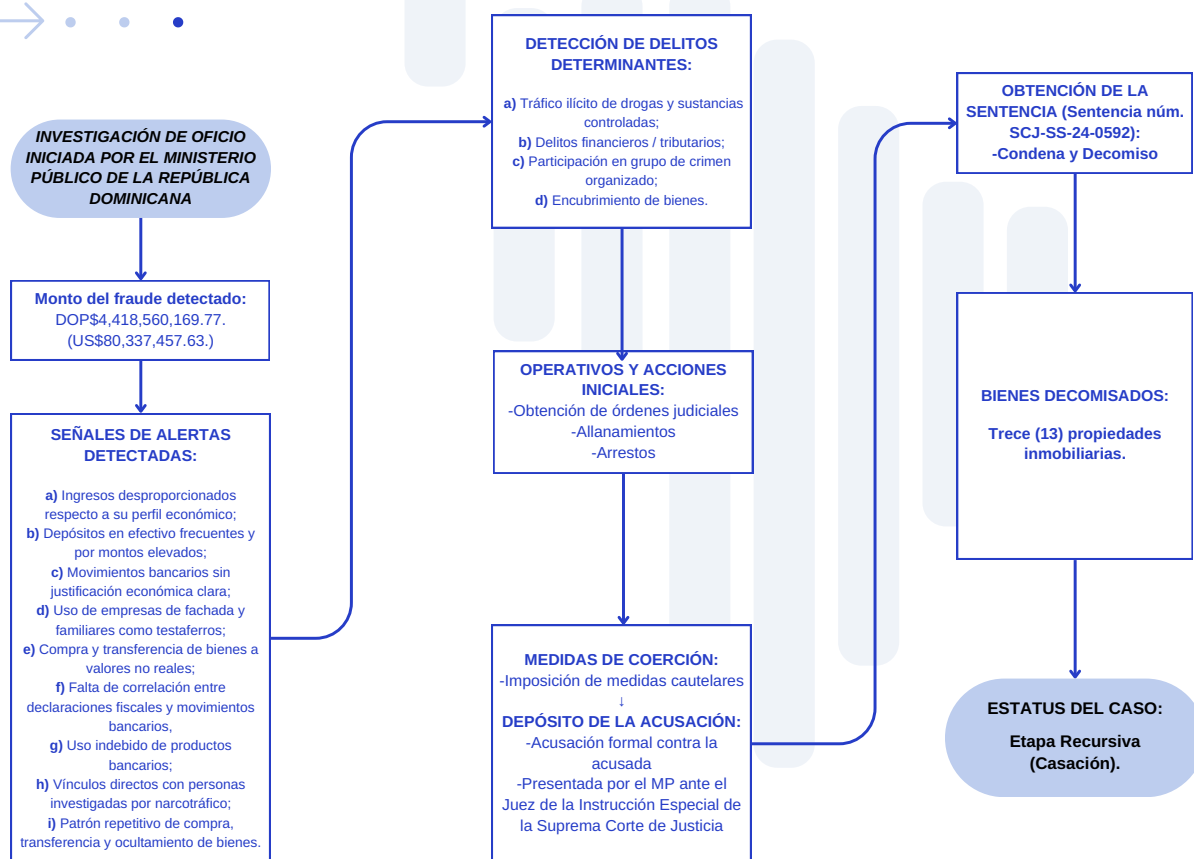 INVESTIGACIÓN DE OFICIO
INICIADA POR EL MINISTERIO
PÚBLICO DE LA REPÚBLICA
DOMINICANA
Monto del fraude detectado:
DOP$4,418,560,169.77.
(US$80,337,457.63.)
SEÑALES DE ALERTAS
DETECTADAS:
a) Ingresos desproporcionados
respecto a su perfil económico;
b) Depósitos en efectivo frecuentes y
por montos elevados;
c) Movimientos bancarios sin
justificación económica clara;
d) Uso de empresas de fachada y
familiares como testaferros;
e) Compra y transferencia de bienes a
valores no reales;
f) Falta de correlación entre
declaraciones fiscales y movimientos
bancarios,
g) Uso indebido de productos
bancarios;
h) Vínculos directos con personas
investigadas por narcotráfico;
i) Patrón repetitivo de compra,
transferencia y ocultamiento de bienes.
DETECCIÓN DE DELITOS
DETERMINANTES:
a) Tráfico ilícito de drogas y sustancias
controladas;
b) Delitos financieros / tributarios;
c) Participación en grupo de crimen
organizado;
d) Encubrimiento de bienes.
OPERATIVOS Y ACCIONES
INICIALES:
-Obtención de órdenes judiciales
-Allanamientos
-Arrestos
MEDIDAS DE COERCIÓN:
-Imposición de medidas cautelares
↓
DEPÓSITO DE LA ACUSACIÓN:
-Acusación formal contra la
acusada
-Presentada por el MP ante el
Juez de la Instrucción Especial de
la Suprema Corte de Justicia
OBTENCIÓN DE LA
SENTENCIA (Sentencia núm.
SCJ-SS-24-0592):
-Condena y Decomiso
BIENES DECOMISADOS:
Trece (13) propiedades
inmobiliarias.
ESTATUS DEL CASO:
Etapa Recursiva
(Casación).